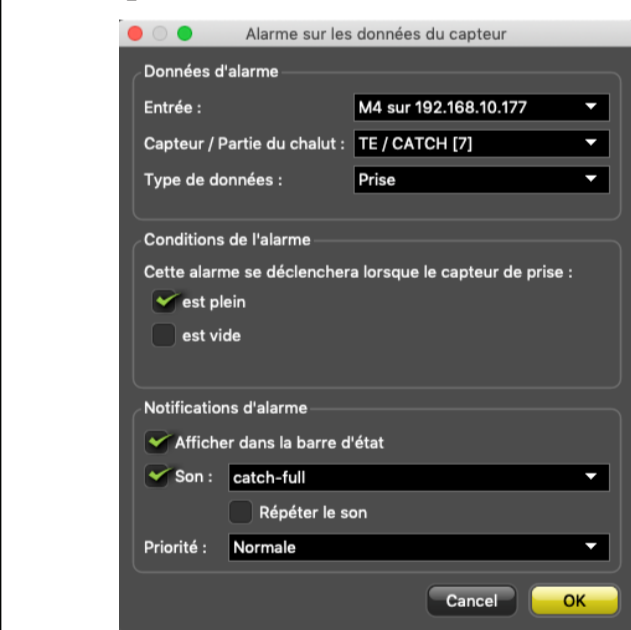 Alarme sur les données du capteur
Données d'alarme
Entrée : M4 sur 192.168.10.177
Capteur / Partie du chalut : TE / CATCH [7]
Type de données : Prise
Conditions de l'alarme
Cette alarme se déclenchera lorsque le capteur de prise :
est plein
est vide
Notifications d'alarme
Afficher dans la barre d'état
Son : catch-full
Répéter le son
Priorité : Normale
Cancel OK